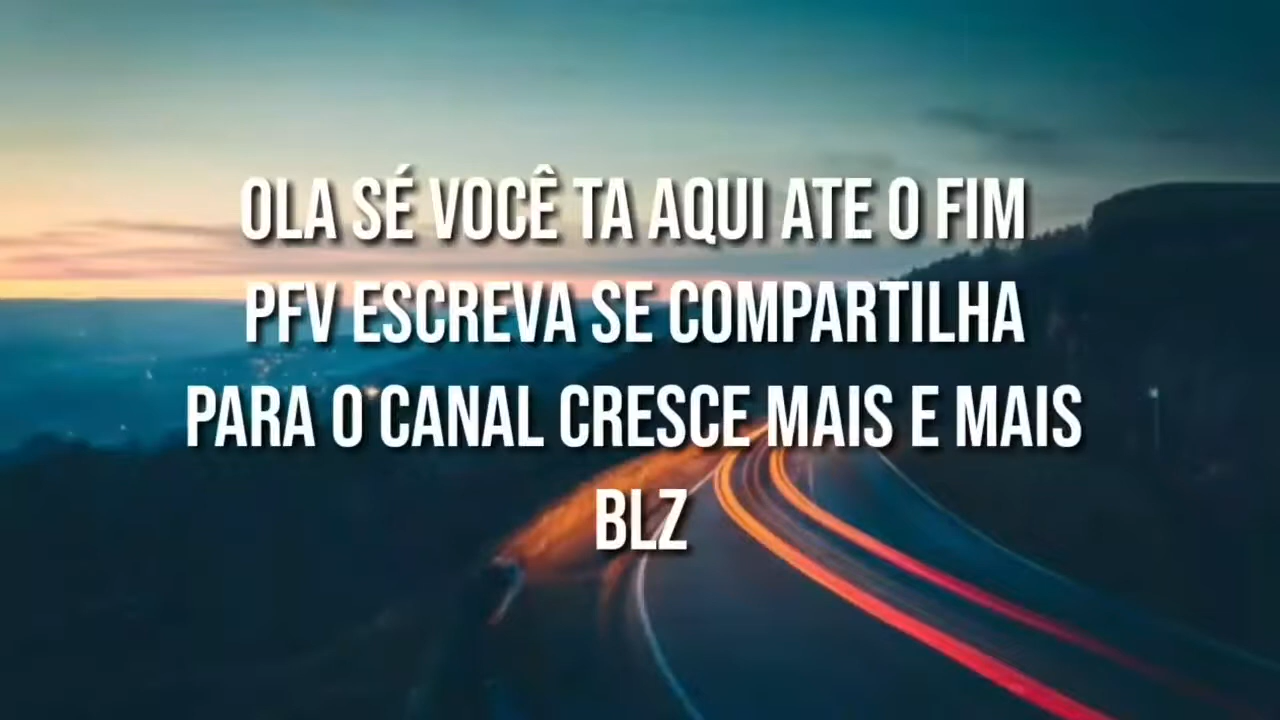 OLA SÉ VOCÊ TA AQUI ATE O FIM
PFV ESCREVA SE COMPARTILHA
PARA O CANAL CRESCE MAIS E MAIS
BLZ